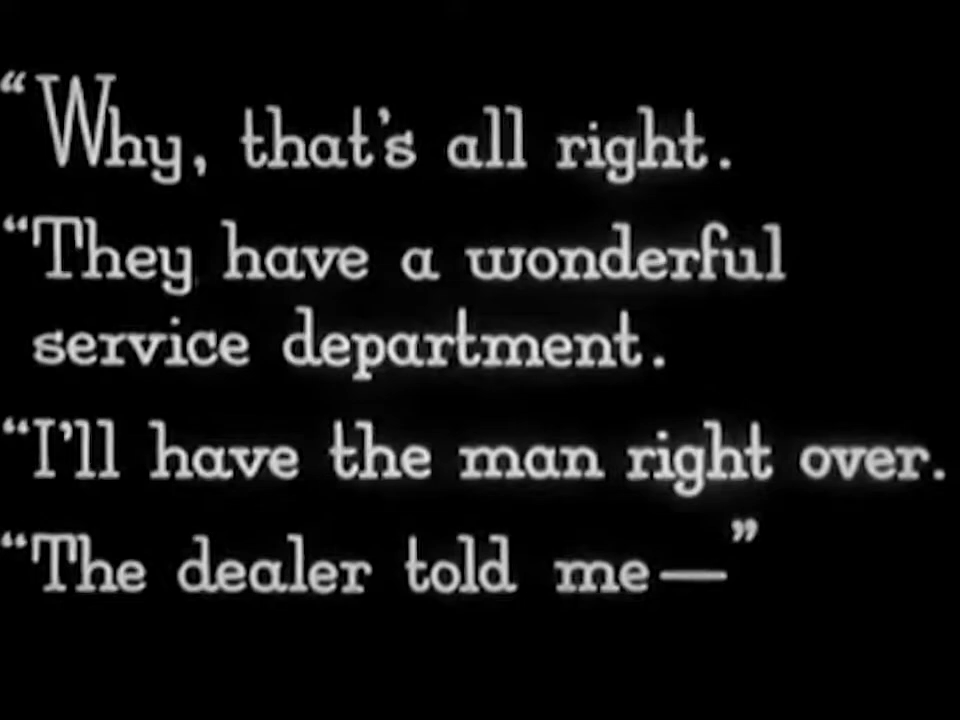 “Why, that's all right.
“They have a wonderful
service department.
“I'll have the man right over.
“The dealer told me—”